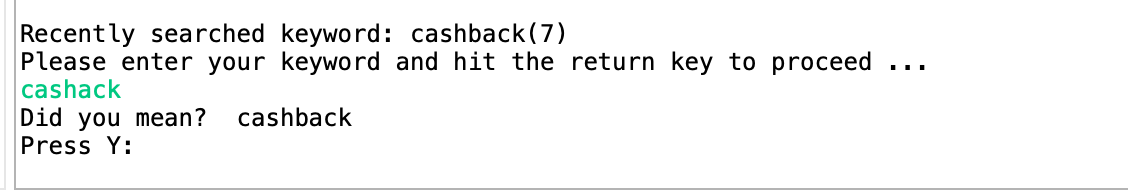 Recently searched keyword: cashback(7)
Please enter your keyword and hit the return key to proceed ...
cashack
Did you mean?  cashback
Press Y: